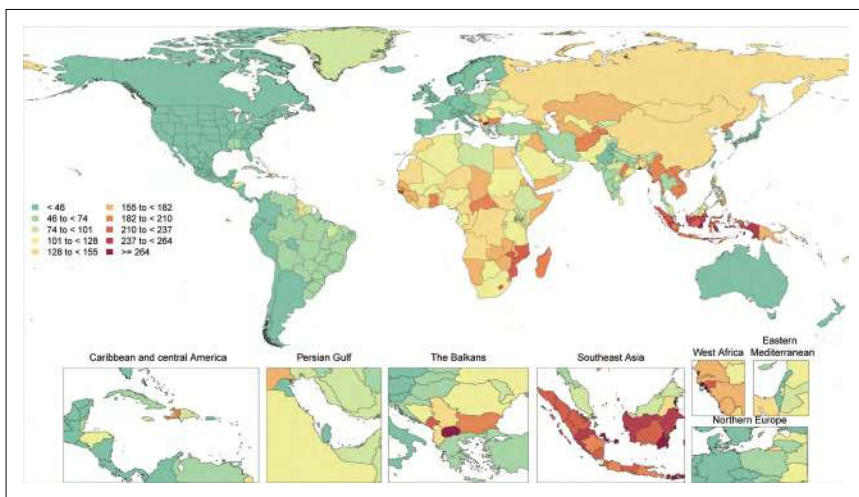 < 46
46 to < 74
74 to < 101
101 to < 128
128 to < 155
155 to < 182
182 to < 210
210 to < 237
237 to < 264
>= 264
Caribbean and central America
Persian Gulf
The Balkans
Southeast Asia
West Africa
Eastern
Mediterranean
Northern Europe